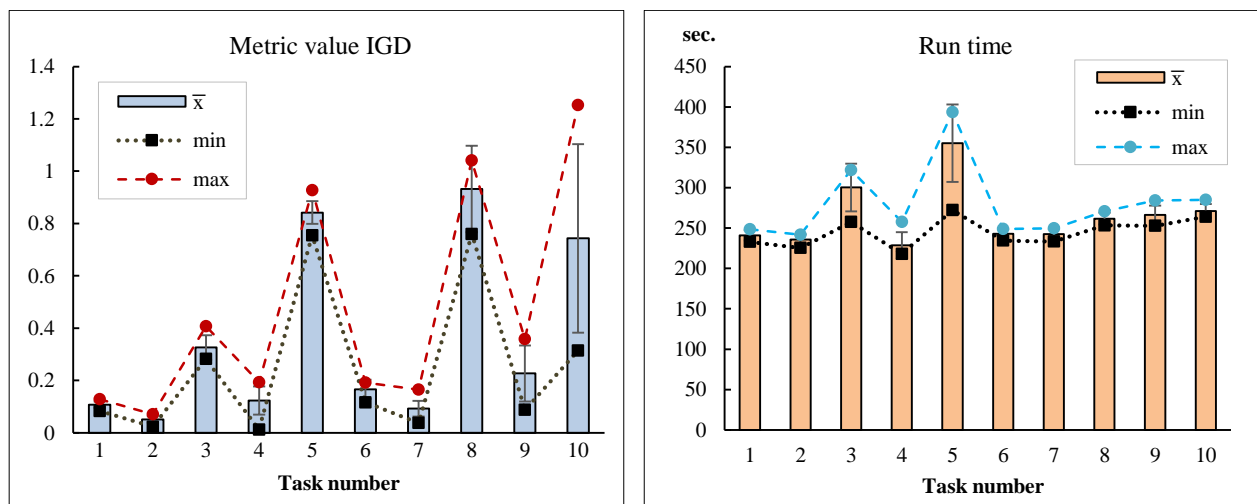 Metric value IGD
1.4
1.2
1
0.8
0.6
0.4
0.2
0
x̅
min
max
1 2 3 4 5 6 7 8 9 10
Task number
sec.
Run time
450
400
350
300
250
200
150
100
50
0
x̅
min
max
1 2 3 4 5 6 7 8 9 10
Task number